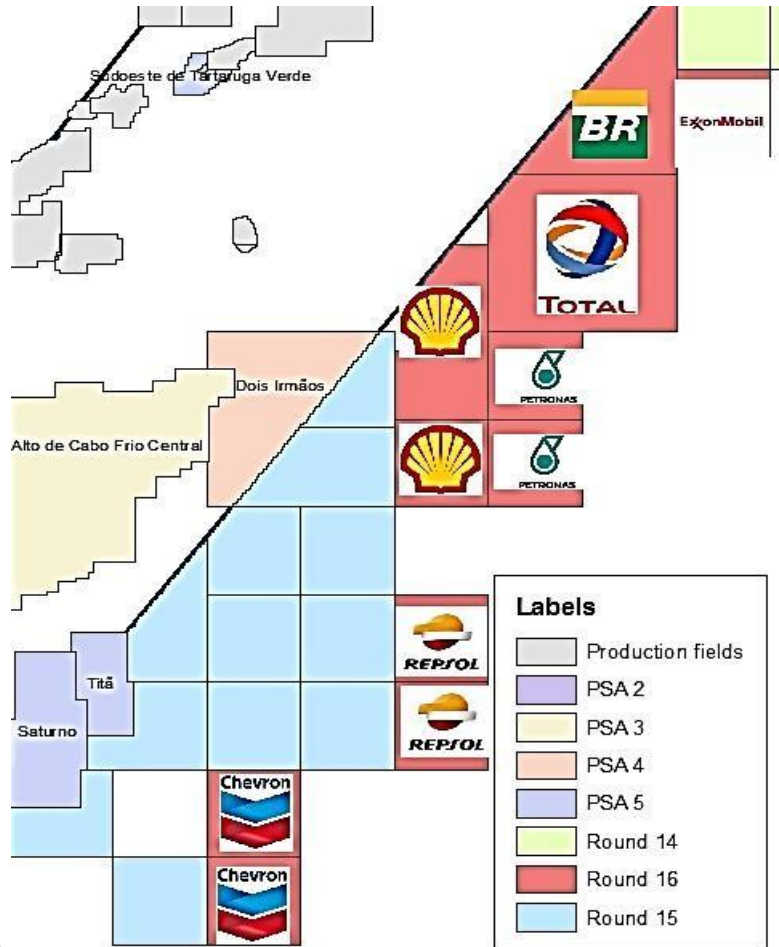 Sudoeste de Tartaruga Verde
BR
ExxonMobil
TOTAL
Dois Irmãos
PETRONAS
Alto de Cabo Frio Central
PETRONAS
REPSOL
Titã
Saturno
REPSOL
Chevron
Chevron
Labels
Production fields
PSA 2
PSA 3
PSA 4
PSA 5
Round 14
Round 16
Round 15